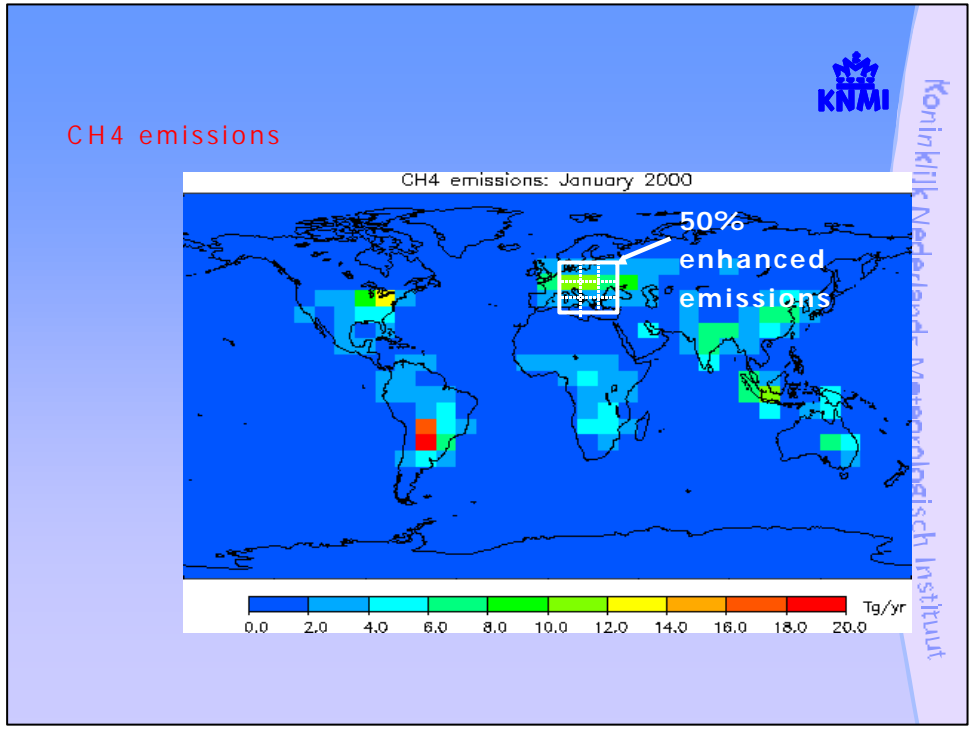 KNMI
Koninklijk Nederlands Meteorologisch Instituut
CH4 emissions
CH4 emissions: January 2000
50%
enhanced
emissions
Tg/yr
0.0 2.0 4.0 6.0 8.0 10.0 12.0 14.0 16.0 18.0 20.0